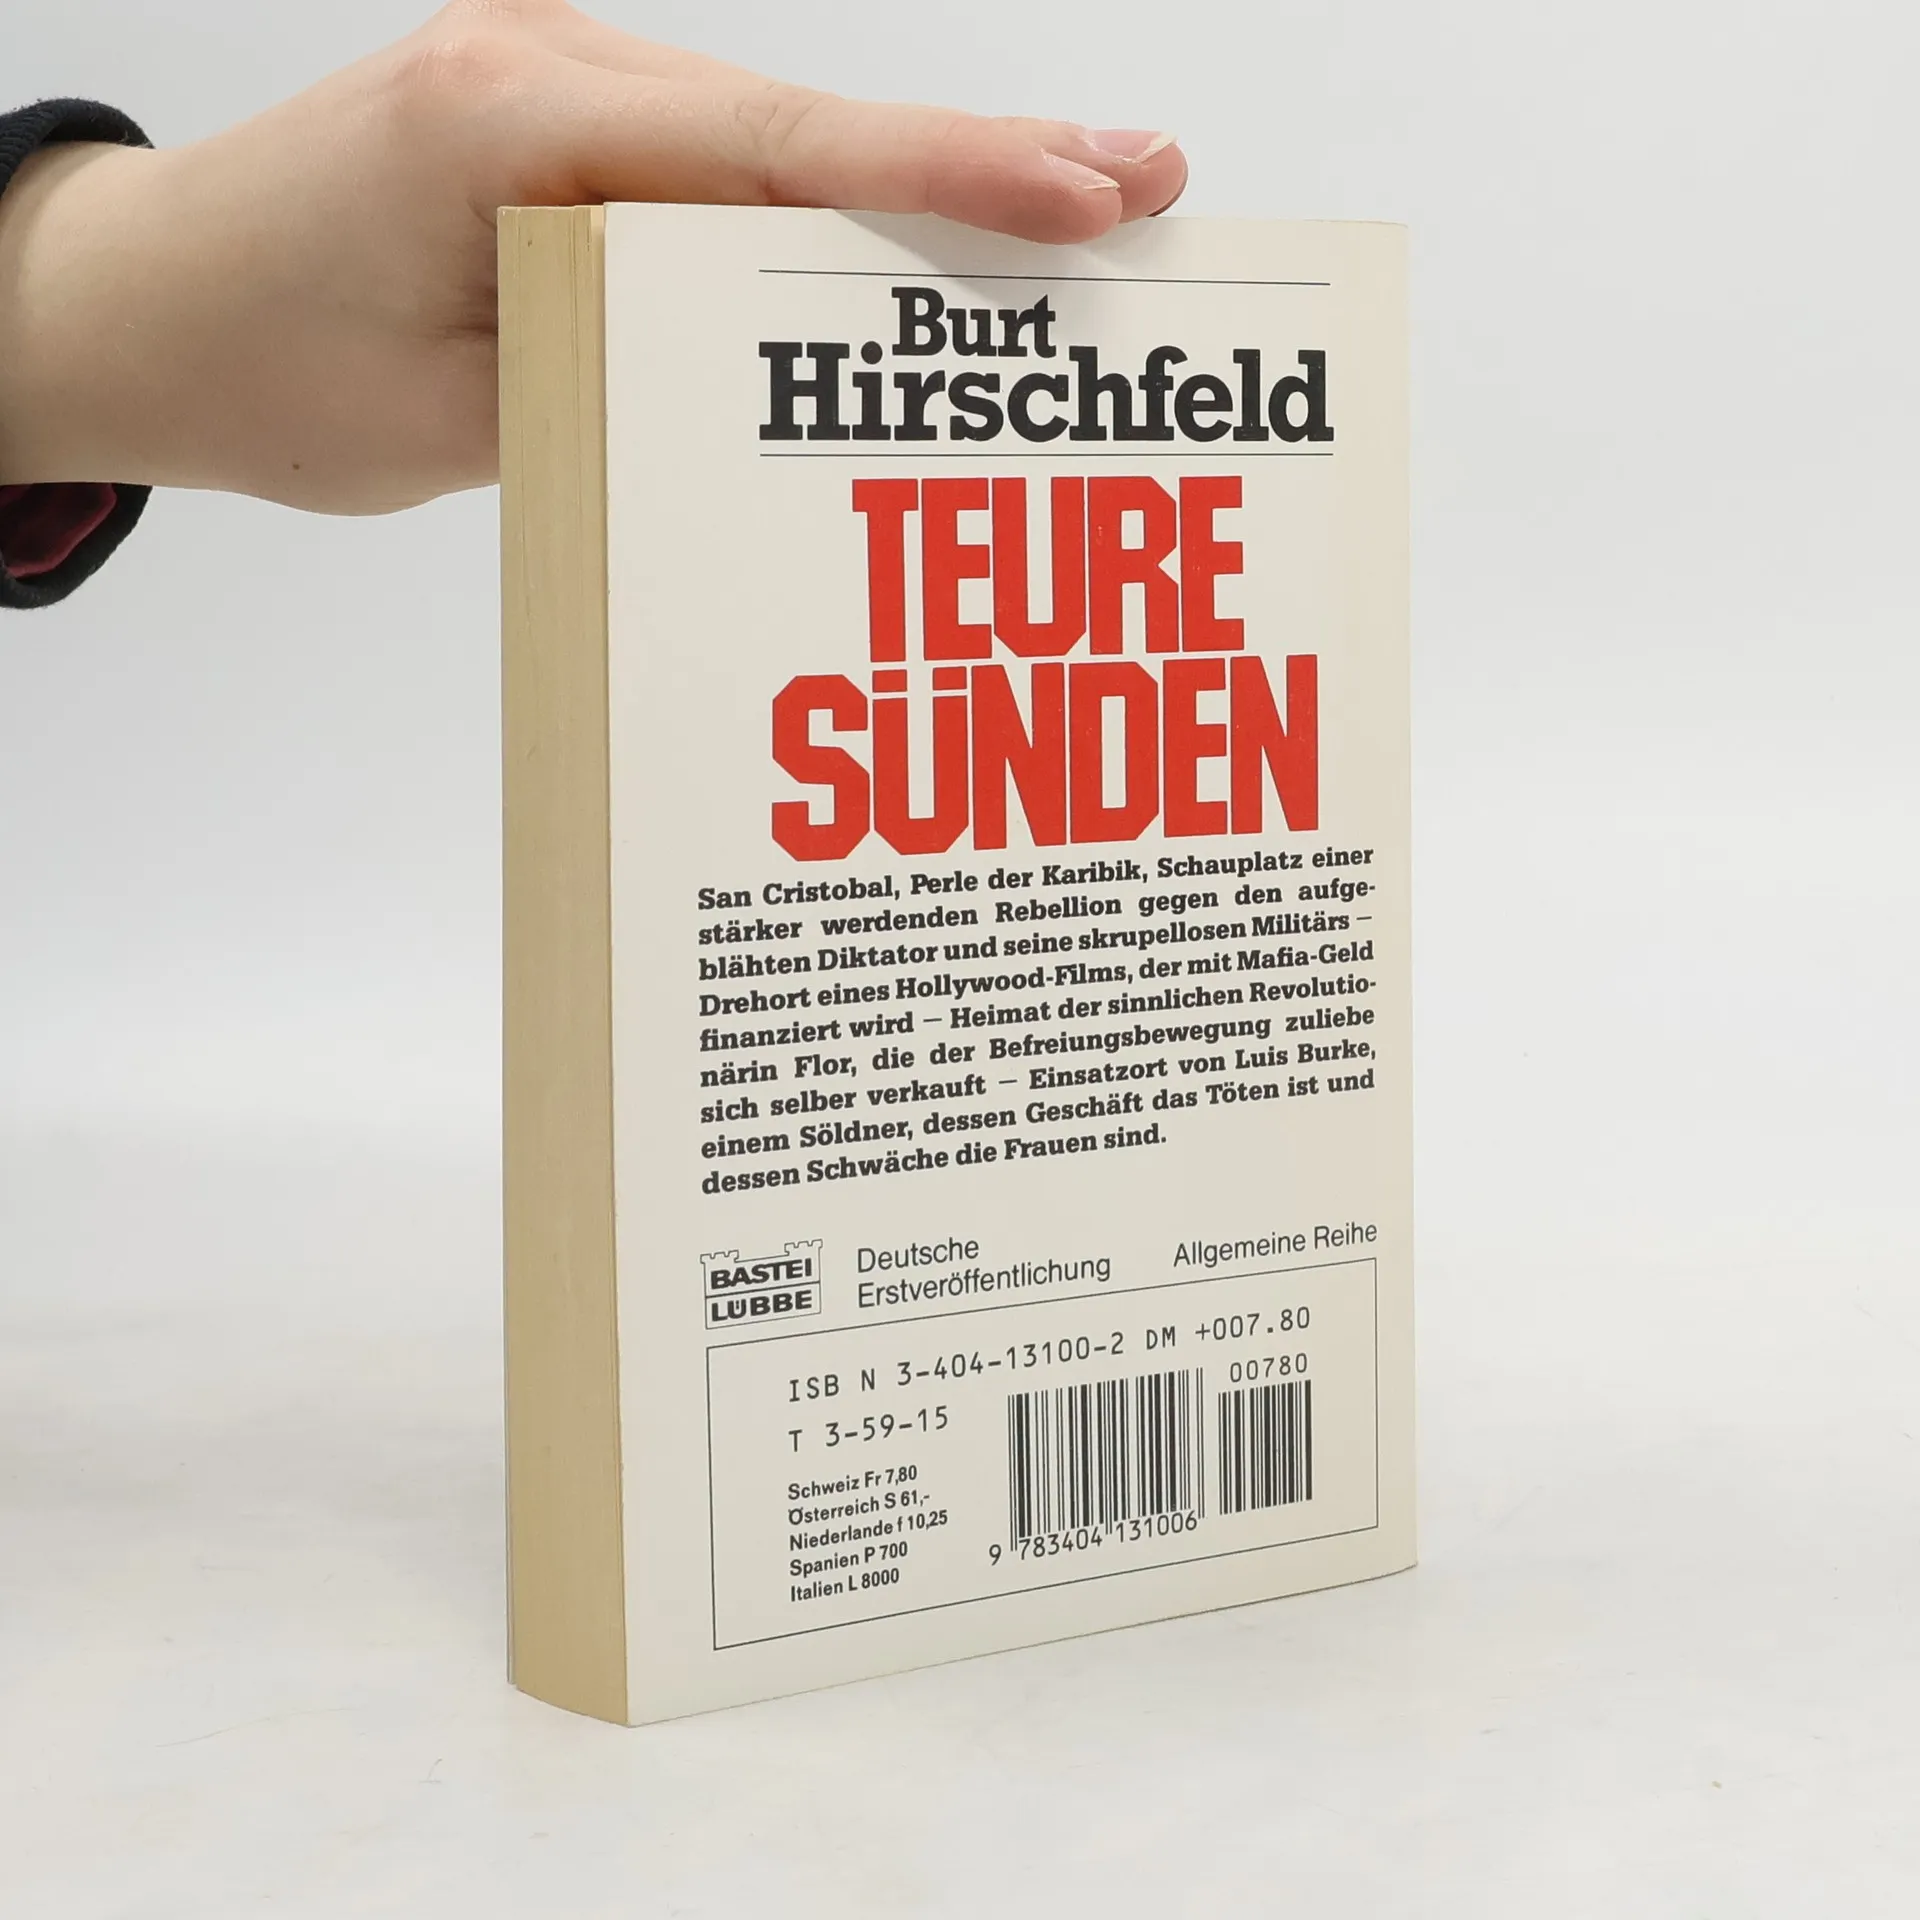 Burt
Hirschfeld
TEURE
SÜNDEN
San Cristobal, Perle der Karibik, Schauplatz einer
stärker werdenden Rebellion gegen den aufge-
blähten Diktator und seine skrupellosen Militärs —
Drehort eines Hollywood-Films, der mit Mafia-Geld
finanziert wird — Heimat der sinnlichen Revolutio-
närin Flor, die der Befreiungsbewegung zuliebe
sich selber verkauft — Einsatzort von Luis Burke,
einem Söldner, dessen Geschäft das Töten ist und
dessen Schwäche die Frauen sind.
BASTEI
LÜBBE
Deutsche
Erstveröffentlichung
Allgemeine Reihe
ISB N 3-404-13100-2 DM +007.80
T 3-59-15
00780
Schweiz Fr 7,80
Österreich S 61,-
Niederlande f 10,25
Spanien P 700
Italien L 8000
9 783404 131006